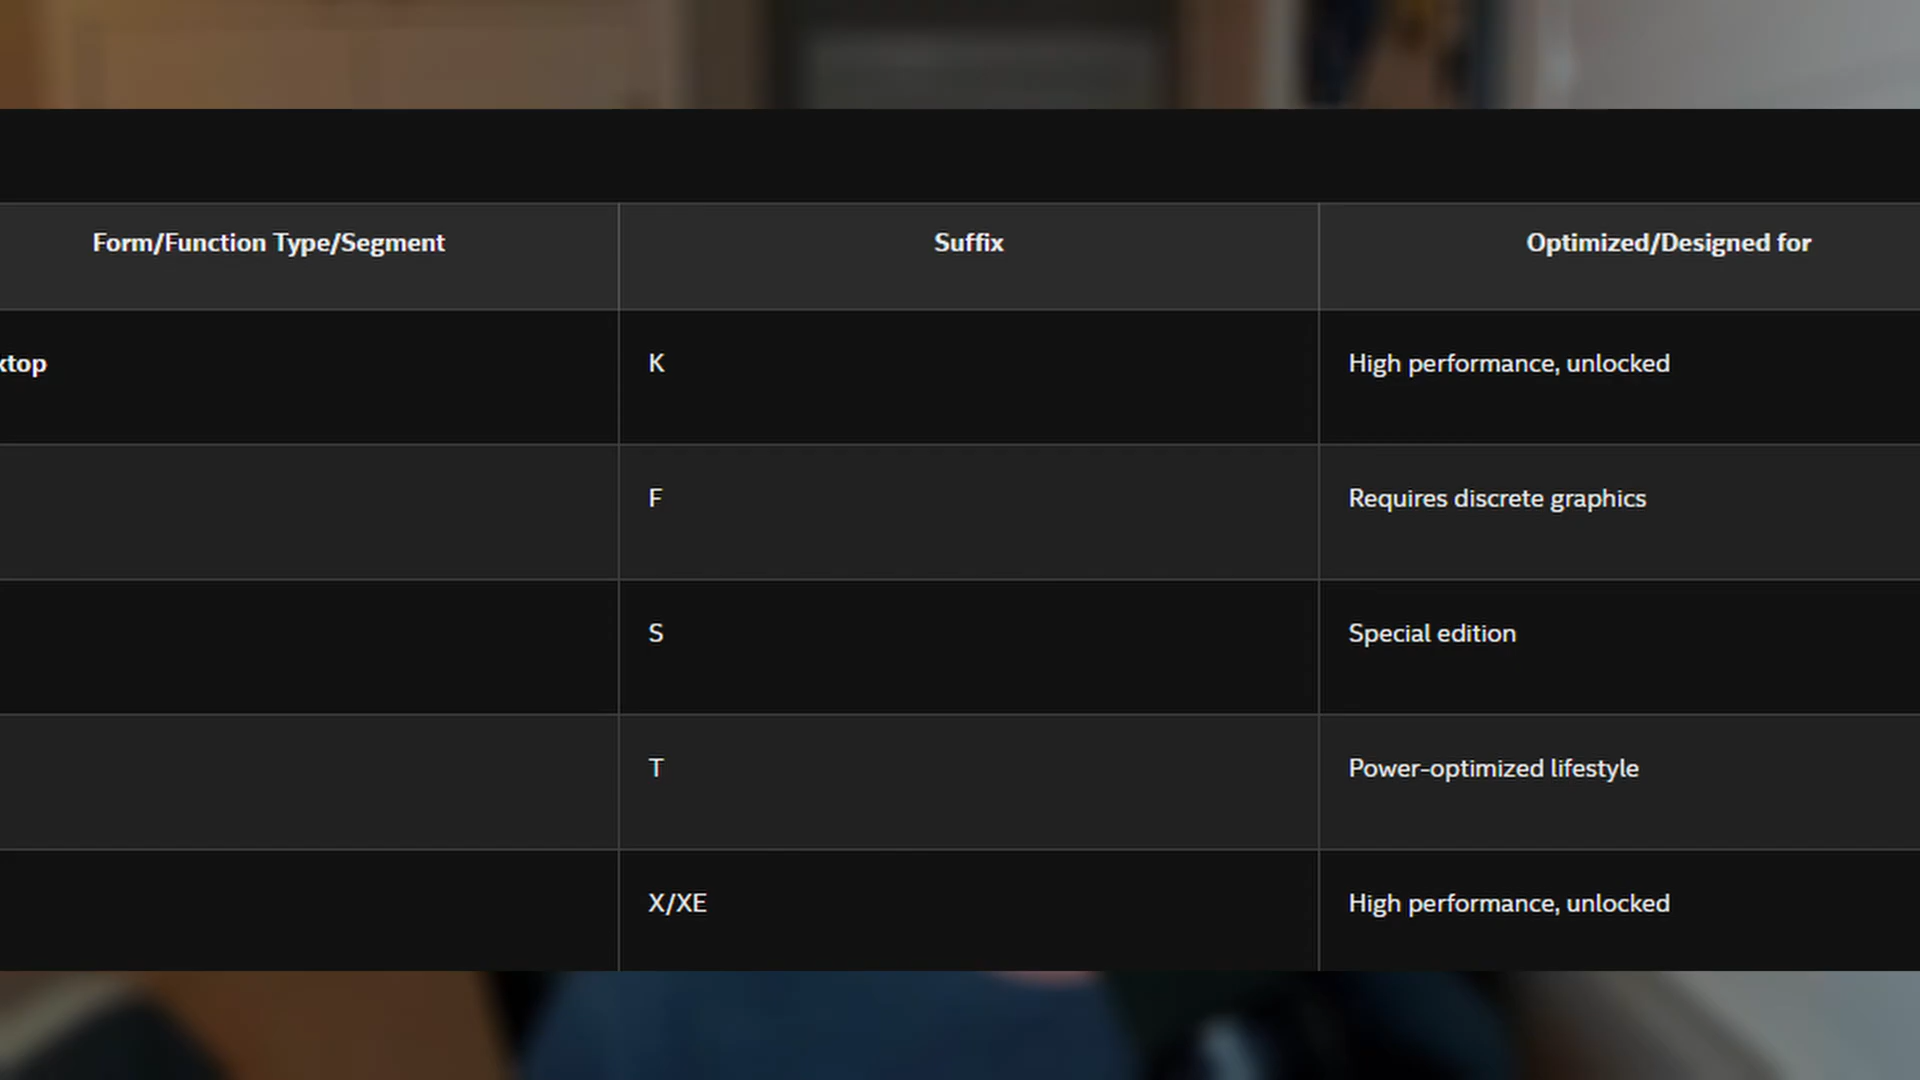 Form/Function Type/Segment Suffix Optimized/Designed for
ktop K High performance, unlocked
F Requires discrete graphics
S Special edition
T Power-optimized lifestyle
X/XE High performance, unlocked